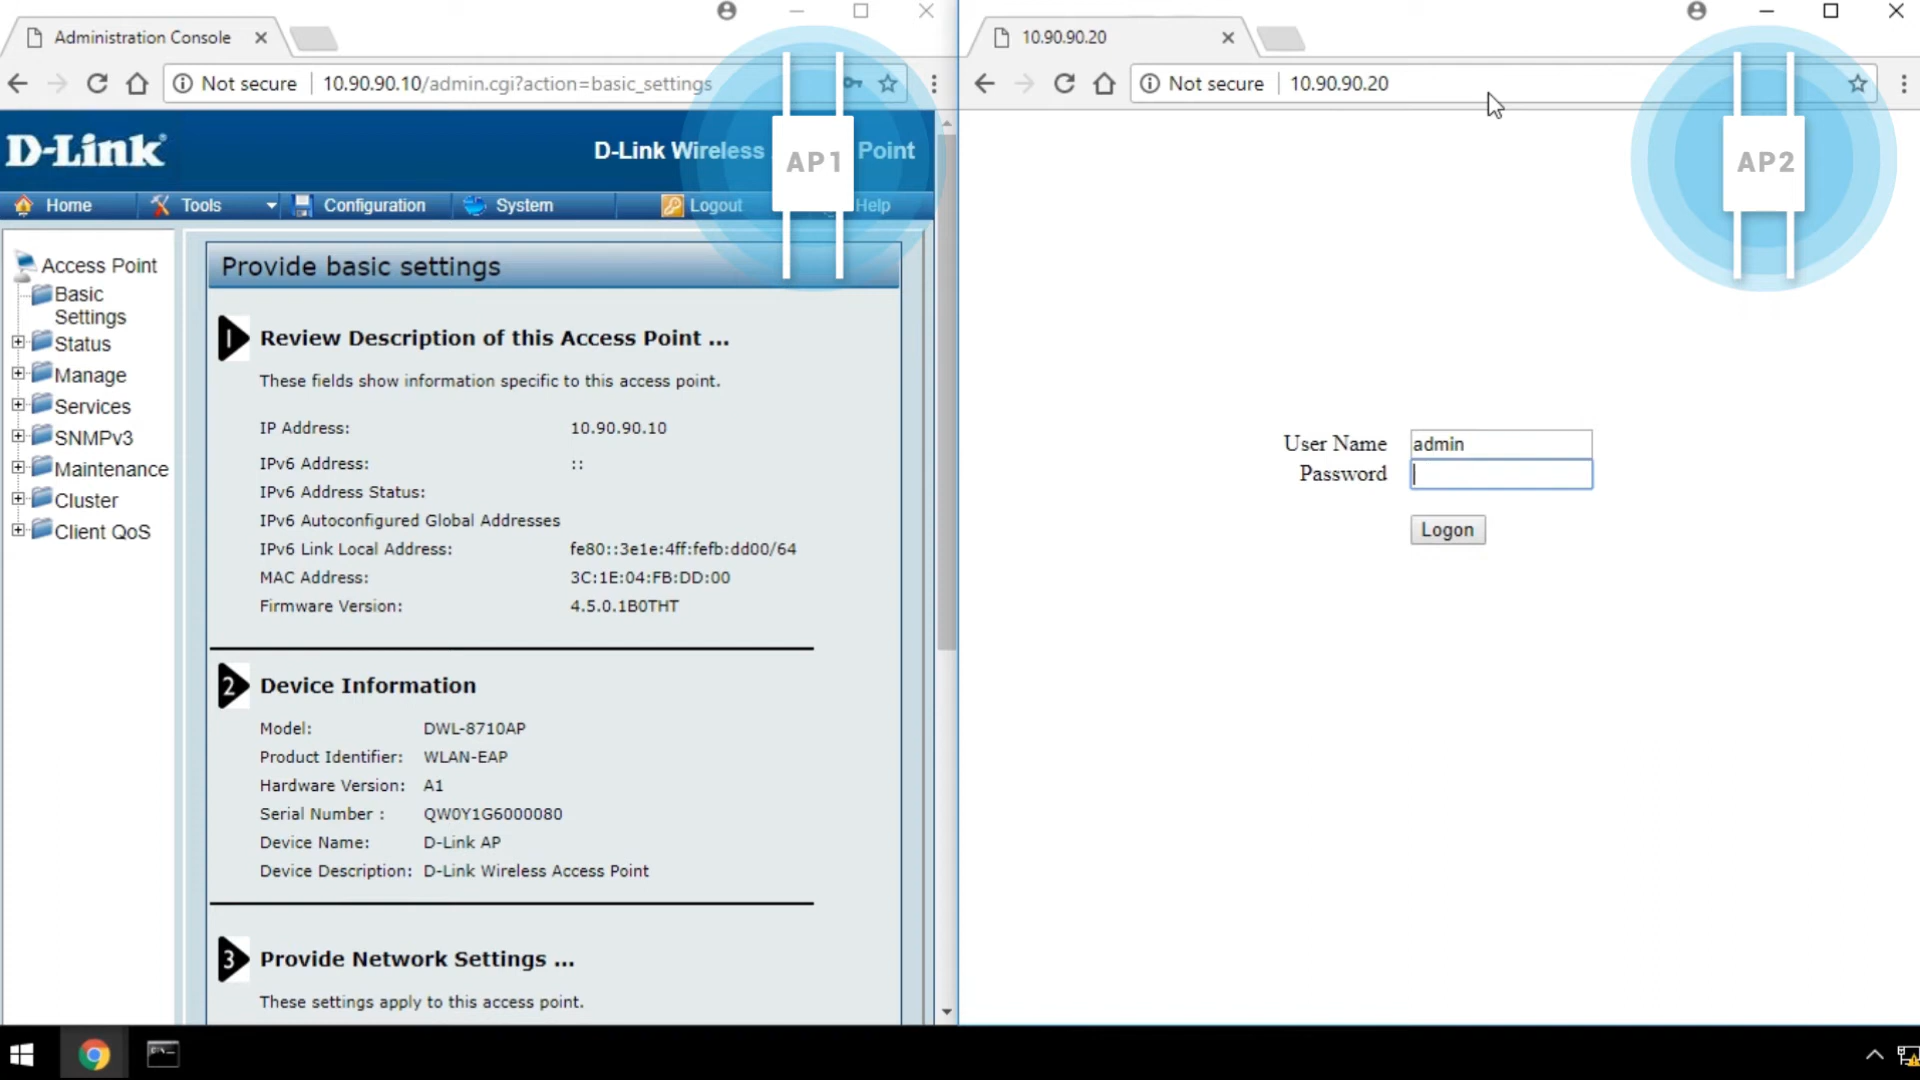 Administration Console
Not secure
10.90.90.10/admin.cgi?action=basic_settings
D-Link
D-Link Wireless
Point
AP1
Home
Tools
Configuration
System
Logout
Help
Access Point
Basic
Settings
Status
Manage
Services
SNMPv3
Maintenance
Cluster
Client QoS
Provide basic settings
1
Review Description of this Access Point ...
These fields show information specific to this access point.
IP Address: 10.90.90.10
IPv6 Address: ::
IPv6 Address Status:
IPv6 Autoconfigured Global Addresses
IPv6 Link Local Address: fe80::3e1e:4ff:fefb:dd00/64
MAC Address: 3C:1E:04:FB:DD:00
Firmware Version: 4.5.0.1B0THT
2
Device Information
Model: DWL-8710AP
Product Identifier: WLAN-EAP
Hardware Version: A1
Serial Number : QW0Y1G6000080
Device Name: D-Link AP
Device Description: D-Link Wireless Access Point
3
Provide Network Settings ...
These settings apply to this access point.
10.90.90.20
Not secure
10.90.90.20
AP2
User Name admin
Password
Logon